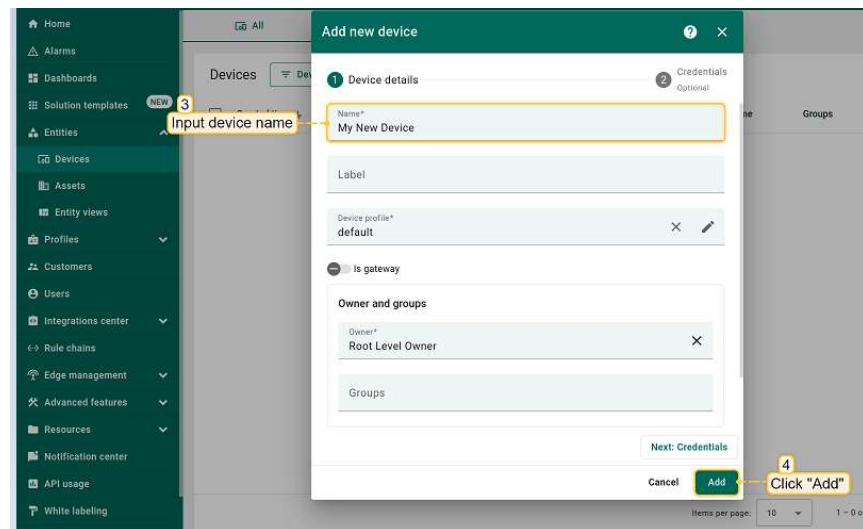 Home
Alarms
Dashboards
Solution templates NEW
Entities
Devices
Assets
Entity views
Profiles
Customers
Users
Integrations center
Rule chains
Edge management
Advanced features
Resources
Notification center
API usage
White labeling
All
Devices
Add new device
1 Device details
2 Credentials
Optional
3
Input device name
Name*
My New Device
Label
Device profile*
default
Is gateway
Owner and groups
Owner*
Root Level Owner
Groups
Next: Credentials
Cancel
Add
4
Click "Add"
Groups
Items per page: 10
1 – 0 o